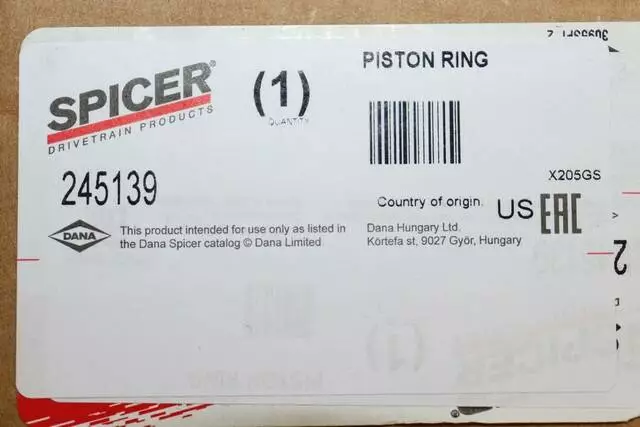 SPICER®
DRIVETRAIN PRODUCTS
(1)
QUANTITY
PISTON RING
245139
X205GS
Country of origin. US EAC
DANA
This product intended for use only as listed in
the Dana Spicer catalog © Dana Limited
Dana Hungary Ltd.
Körtefa st, 9027 Győr, Hungary
(1)
SPICER